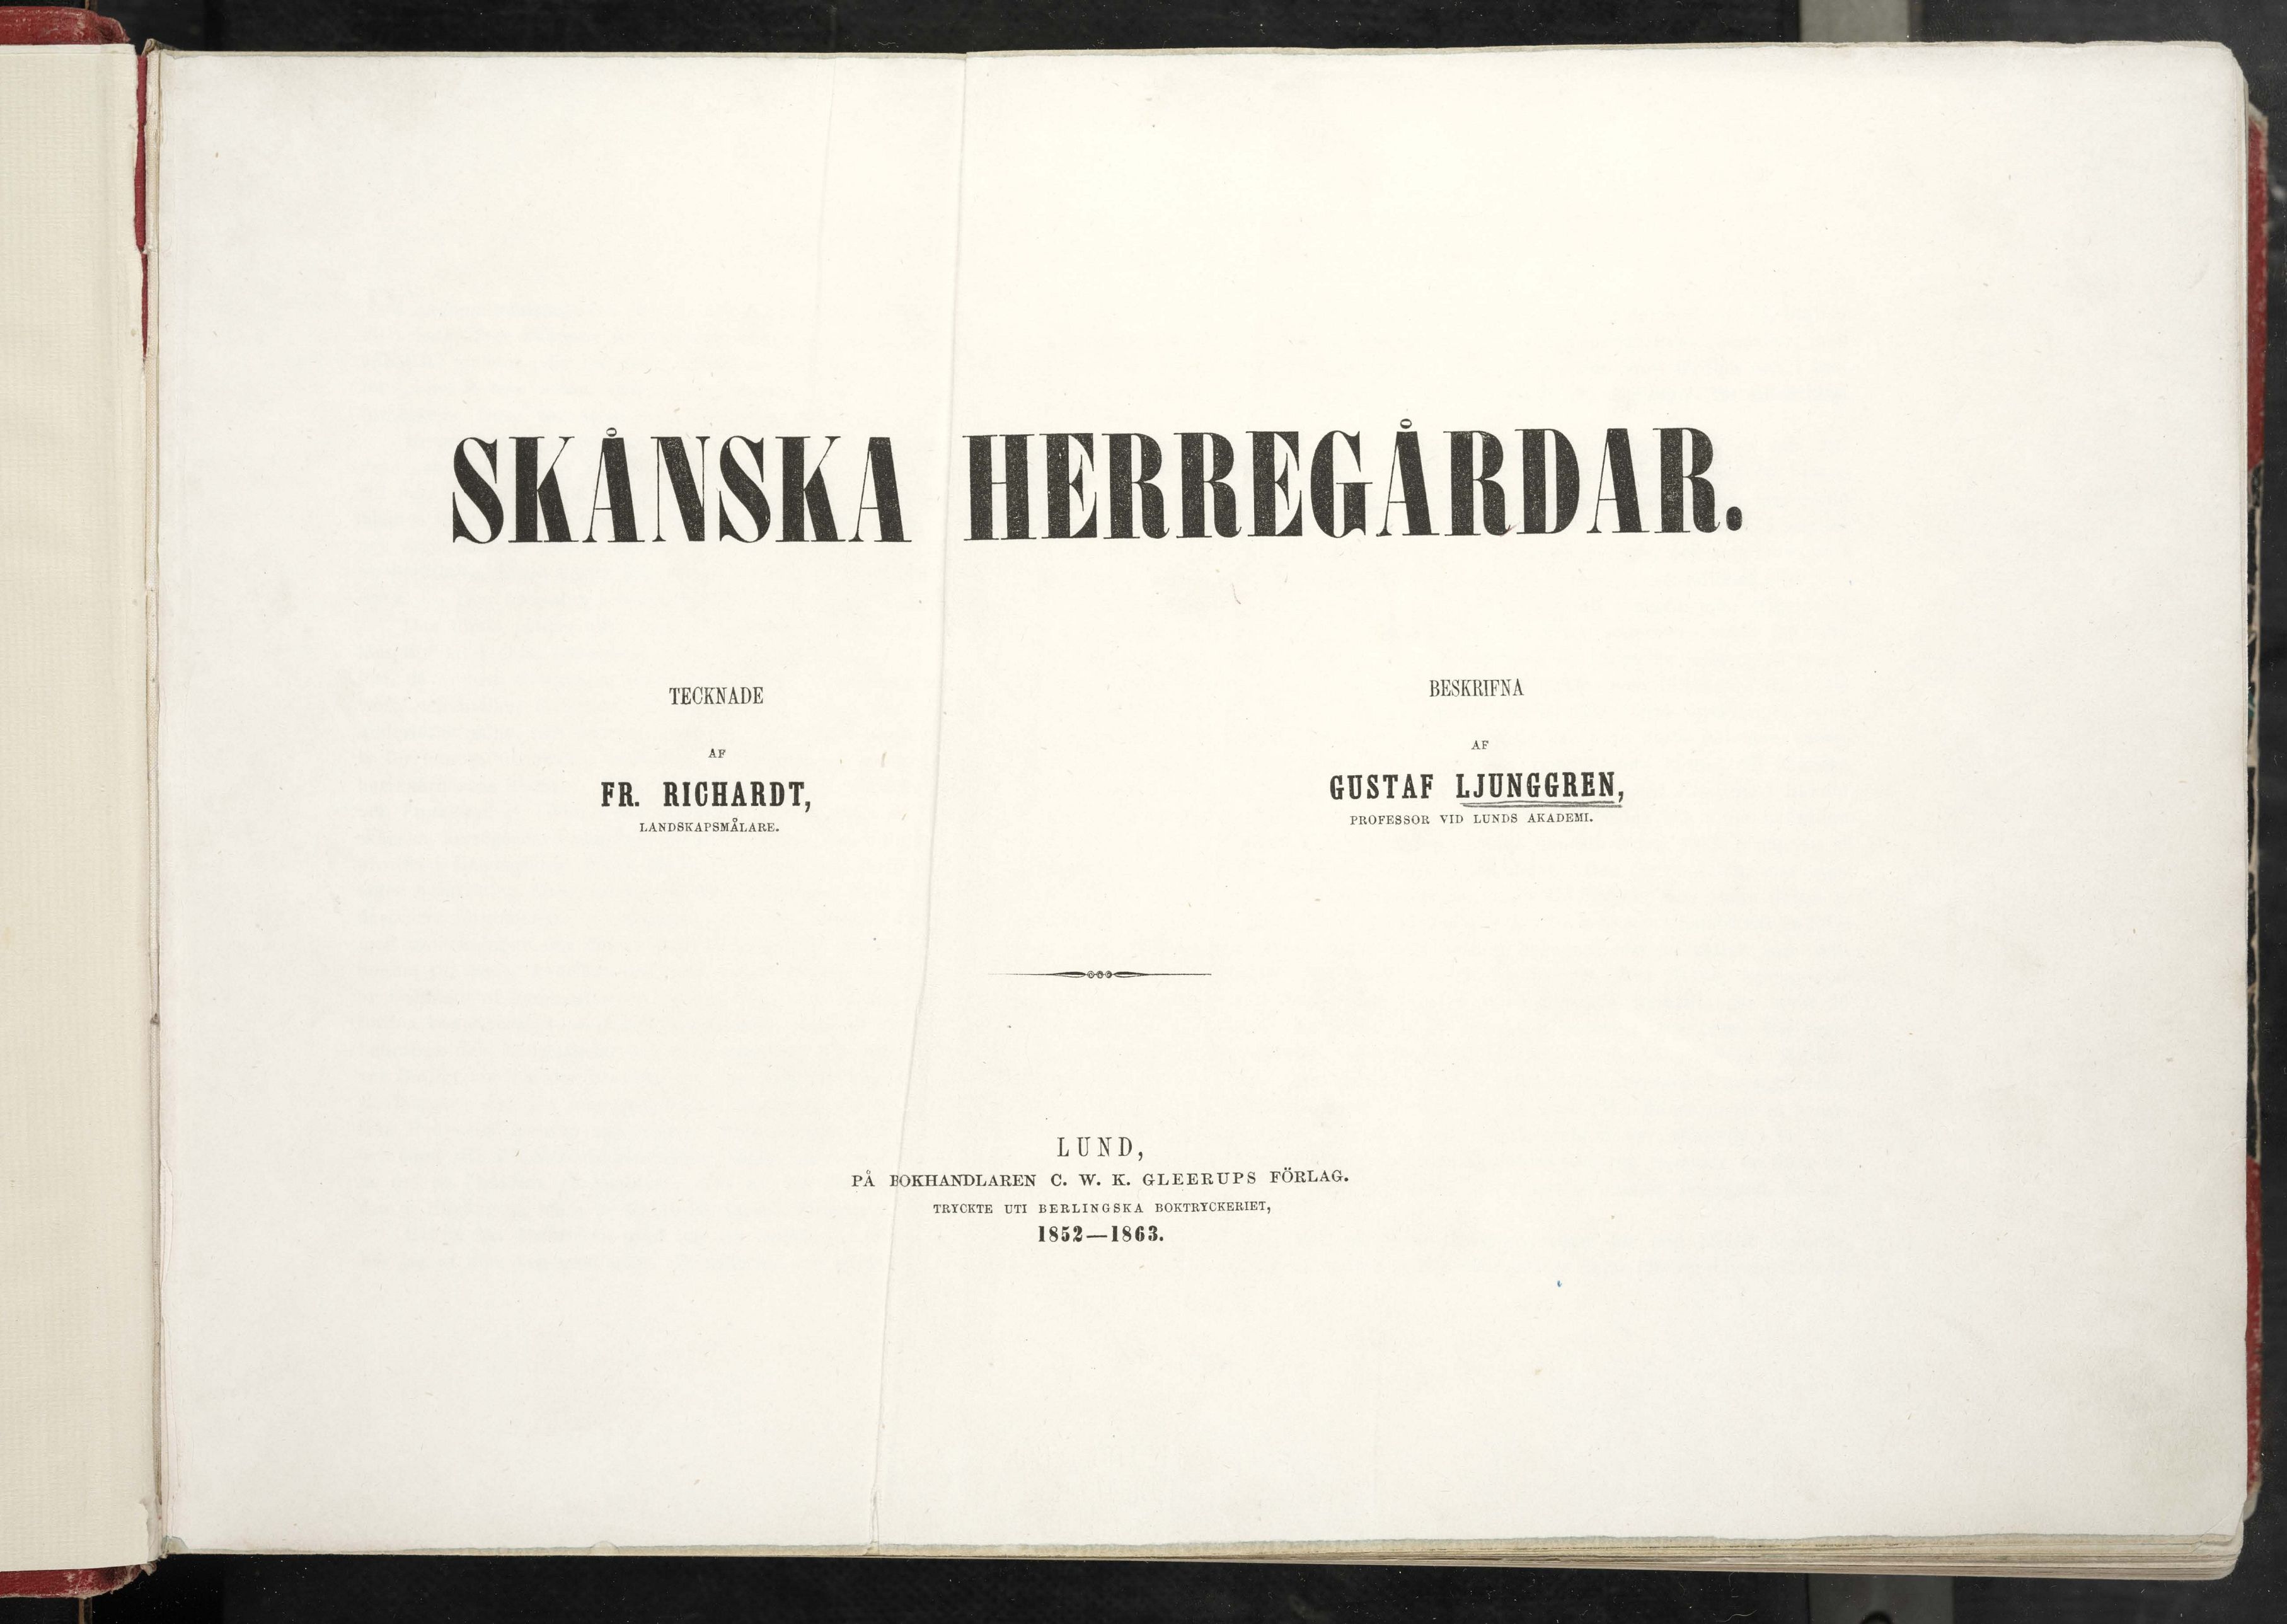 SKÅNSKA HERREGÅRDAR.
TECKNADE
AF
FR. RICHARDT,
LANDSKAPSMÅLARE.
BESKRIFNA
AF
GUSTAF LJUNGGREN,
PROFESSOR VID LUNDS AKADEMI.
LUND,
PÅ BOKHANDLAREN C. W. K. GLEERUPS FÖRLAG.
TRYCKTE UTI BERLINGSKA BOKTRYCKERIET,
1852—1863.